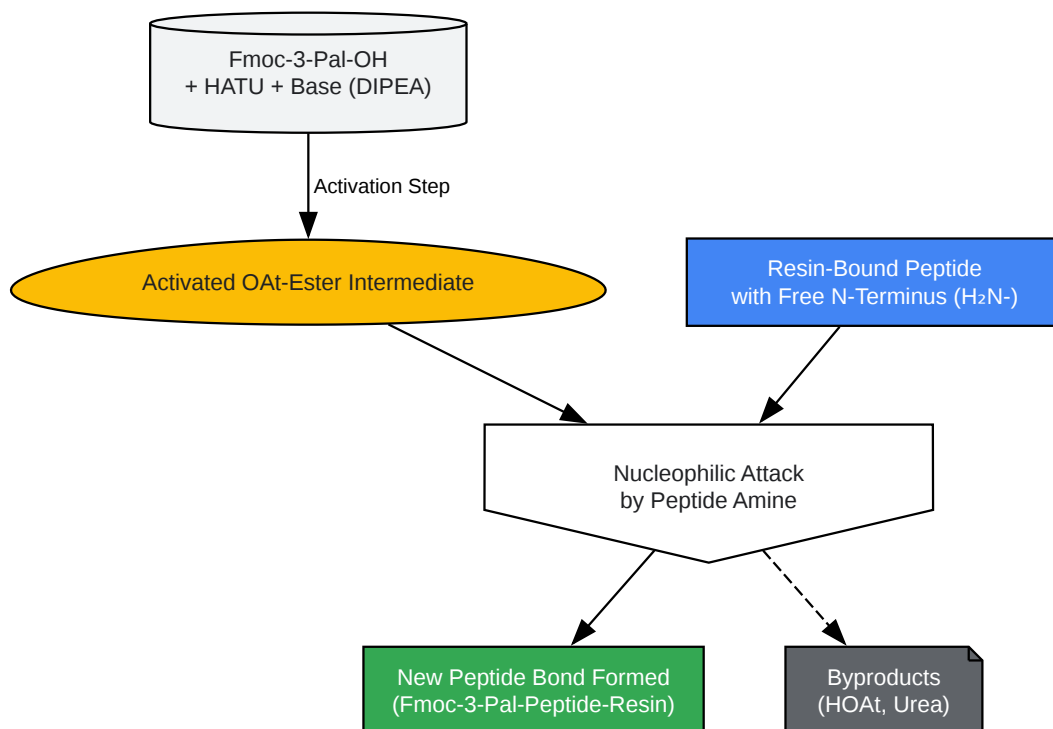 Fmoc-3-Pal-OH
+ HATU + Base (DIPEA)
Activation Step
Activated OAt-Ester Intermediate
Resin-Bound Peptide
with Free N-Terminus (H₂N-)
Nucleophilic Attack
by Peptide Amine
New Peptide Bond Formed
(Fmoc-3-Pal-Peptide-Resin)
Byproducts
(HOAt, Urea)